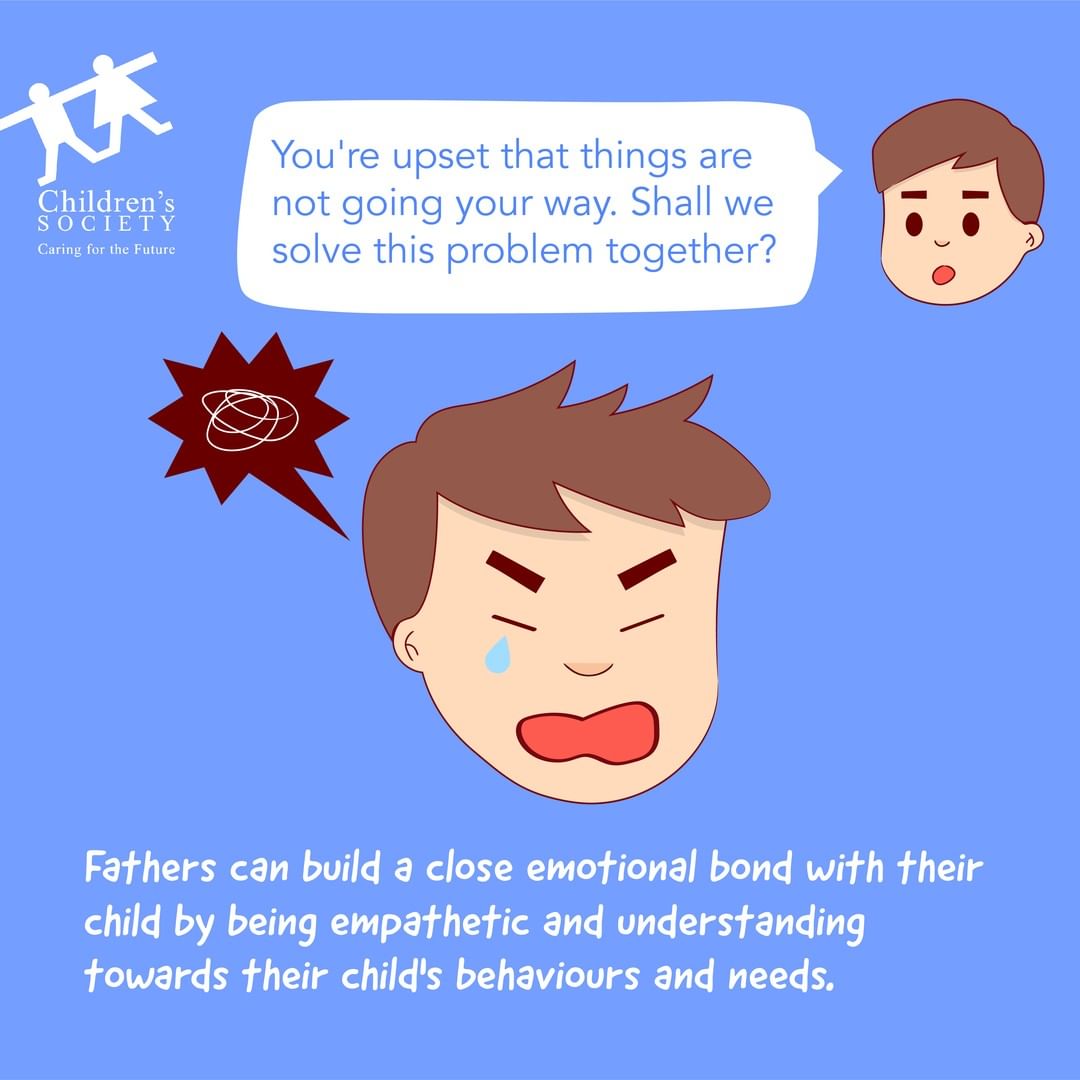 Children's
SOCIETY
Caring for the Future
You're upset that things are
not going your way. Shall we
solve this problem together?
Fathers can build a close emotional bond with their
child by being empathetic and understanding
towards their child's behaviours and needs.